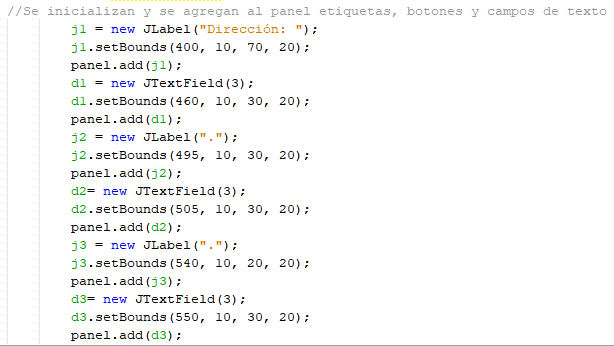 //Se inicializan y se agregan al panel etiquetas, botones y campos de texto
j1 = new JLabel("Dirección: ");
j1.setBounds(400, 10, 70, 20);
panel.add(j1);
d1 = new JTextField(3);
d1.setBounds(460, 10, 30, 20);
panel.add(d1);
j2 = new JLabel(".");
j2.setBounds(495, 10, 30, 20);
panel.add(j2);
d2= new JTextField(3);
d2.setBounds(505, 10, 30, 20);
panel.add(d2);
j3 = new JLabel(".");
j3.setBounds(540, 10, 20, 20);
panel.add(j3);
d3= new JTextField(3);
d3.setBounds(550, 10, 30, 20);
panel.add(d3);